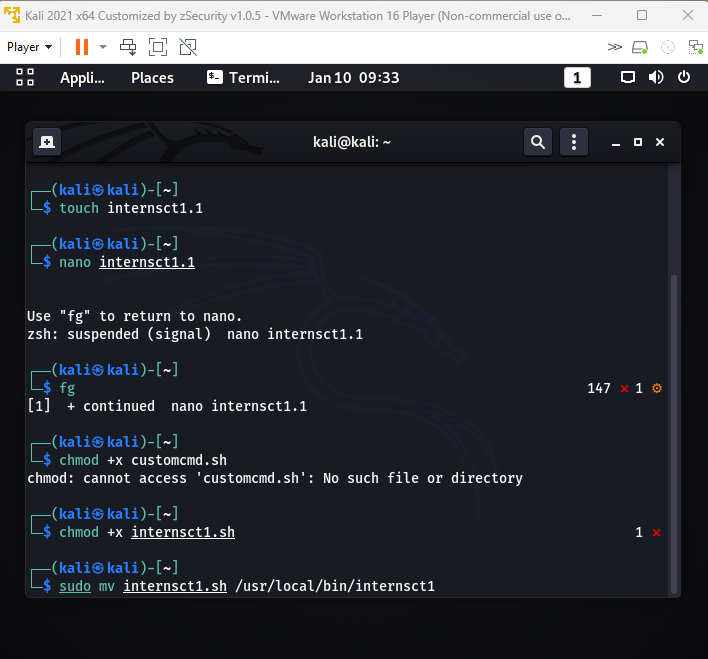 Kali 2021 x64 Customized by zSecurity v1.0.5 - VMware Workstation 16 Player (Non-commercial use o...
Player
Appli... Places Termi... Jan 10 09:33 1
kali@kali: ~
┌──(kali㉿kali)-[~]
└─$ touch internsct1.1
┌──(kali㉿kali)-[~]
└─$ nano internsct1.1
Use "fg" to return to nano.
zsh: suspended (signal)  nano internsct1.1
┌──(kali㉿kali)-[~]
└─$ fg 147 ⨯ 1 ⚙
[1]  + continued  nano internsct1.1
┌──(kali㉿kali)-[~]
└─$ chmod +x customcmd.sh
chmod: cannot access 'customcmd.sh': No such file or directory
┌──(kali㉿kali)-[~]
└─$ chmod +x internsct1.sh 1 ⨯
┌──(kali㉿kali)-[~]
└─$ sudo mv internsct1.sh /usr/local/bin/internsct1